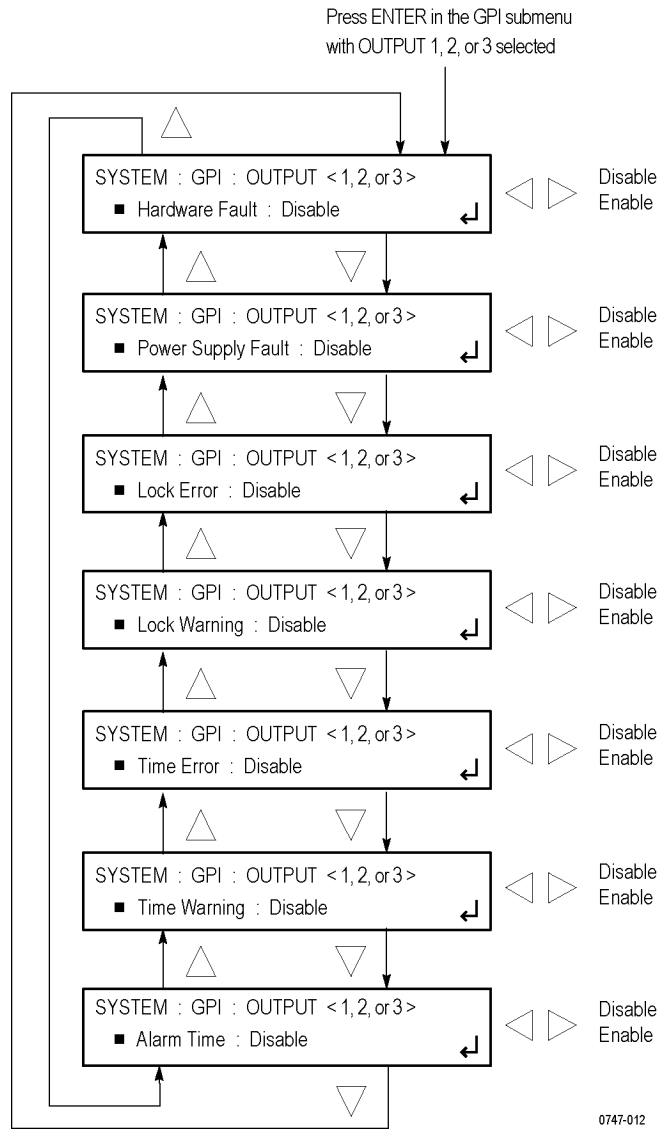 Press ENTER in the GPI submenu
with OUTPUT 1, 2, or 3 selected
SYSTEM : GPI : OUTPUT <1, 2, or 3>
■ Hardware Fault : Disable
Disable
Enable
SYSTEM : GPI : OUTPUT <1, 2, or 3>
■ Power Supply Fault : Disable
Disable
Enable
SYSTEM : GPI : OUTPUT <1, 2, or 3>
■ Lock Error : Disable
Disable
Enable
SYSTEM : GPI : OUTPUT <1, 2, or 3>
■ Lock Warning : Disable
Disable
Enable
SYSTEM : GPI : OUTPUT <1, 2, or 3>
■ Time Error : Disable
Disable
Enable
SYSTEM : GPI : OUTPUT <1, 2, or 3>
■ Time Warning : Disable
Disable
Enable
SYSTEM : GPI : OUTPUT <1, 2, or 3>
■ Alarm Time : Disable
Disable
Enable
0747-012